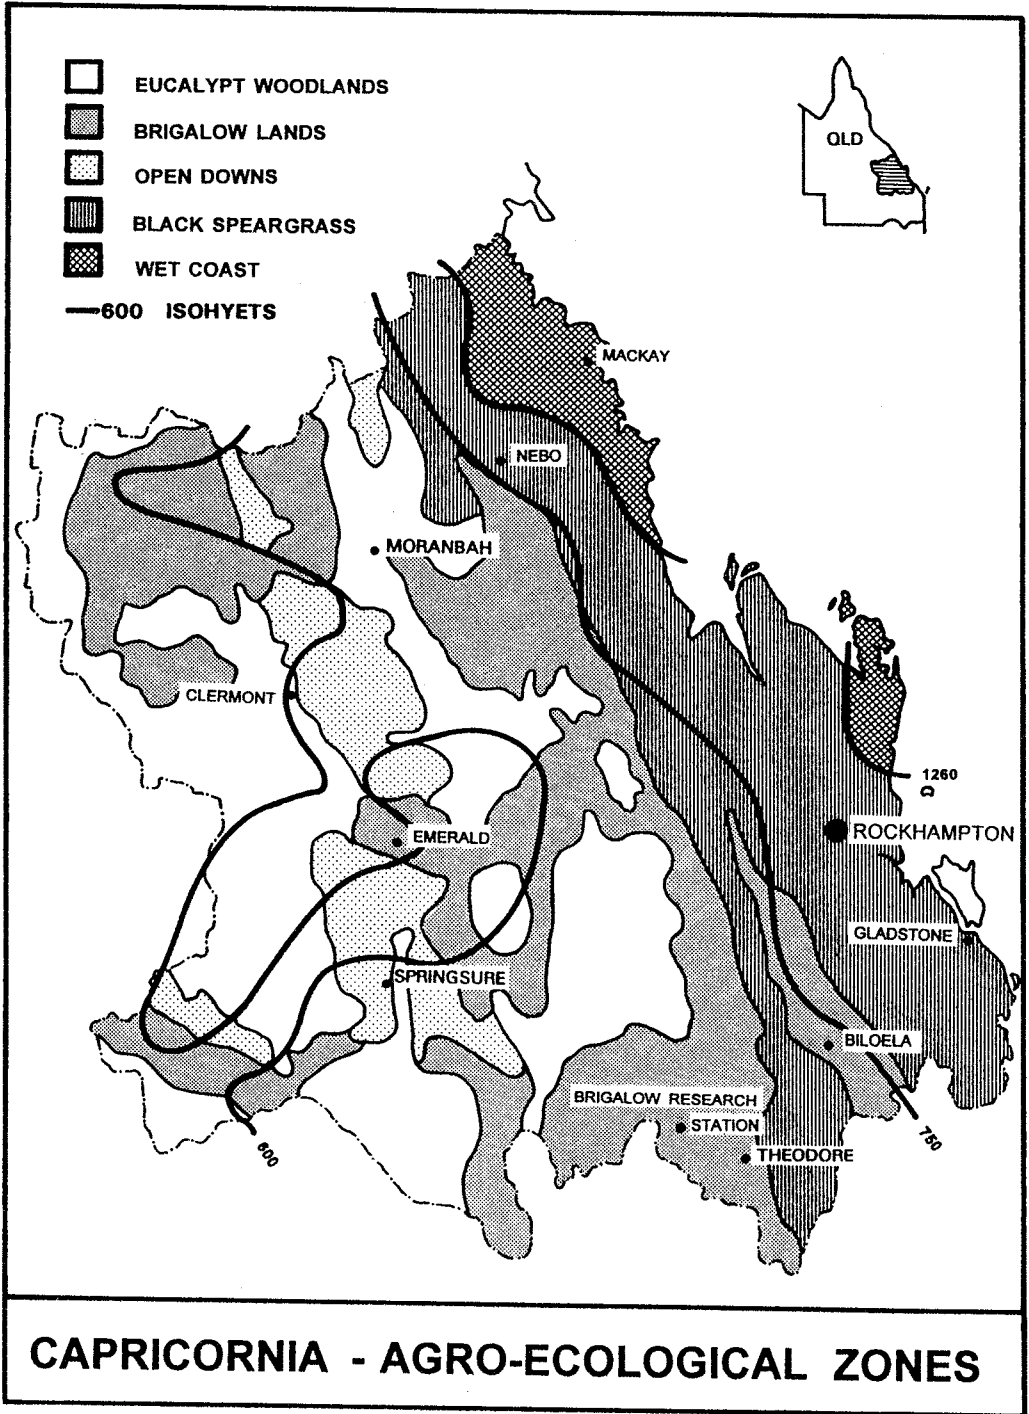 EUCALYPT WOODLANDS
BRIGALOW LANDS
OPEN DOWNS
BLACK SPEARGRASS
WET COAST
600 ISOHYETS
QLD
MACKAY
NEBO
MORANBAH
CLERMONT
1260
ROCKHAMPTON
EMERALD
GLADSTONE
SPRINGSURE
BILOELA
BRIGALOW RESEARCH
STATION
THEODORE
750
600
CAPRICORNIA - AGRO-ECOLOGICAL ZONES